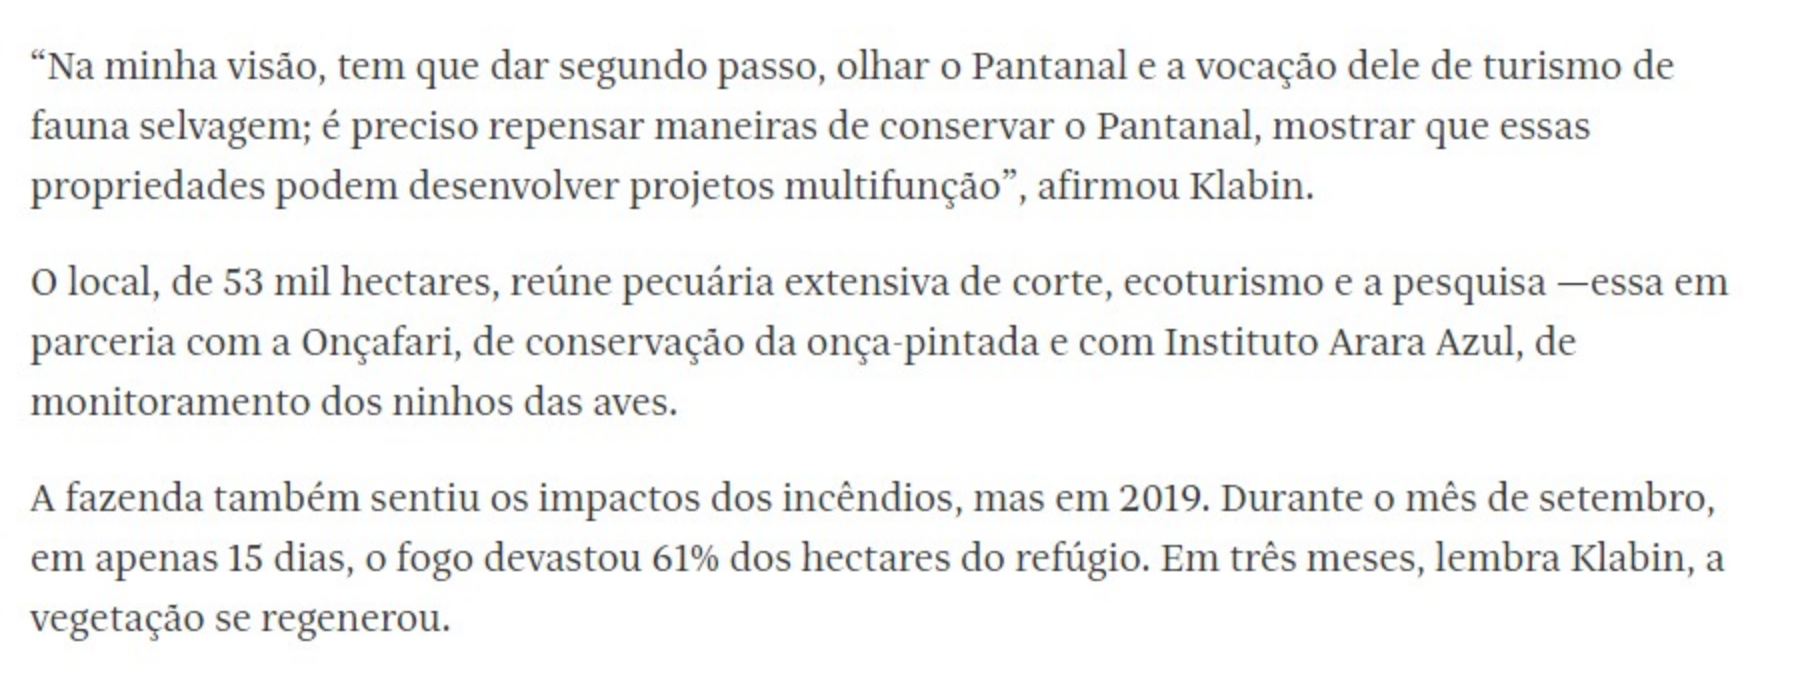 “Na minha visão, tem que dar segundo passo, olhar o Pantanal e a vocação dele de turismo de
fauna selvagem; é preciso repensar maneiras de conservar o Pantanal, mostrar que essas
propriedades podem desenvolver projetos multifunção”, afirmou Klabin.
O local, de 53 mil hectares, reúne pecuária extensiva de corte, ecoturismo e a pesquisa —essa em
parceria com a Onçafari, de conservação da onça-pintada e com Instituto Arara Azul, de
monitoramento dos ninhos das aves.
A fazenda também sentiu os impactos dos incêndios, mas em 2019. Durante o mês de setembro,
em apenas 15 dias, o fogo devastou 61% dos hectares do refúgio. Em três meses, lembra Klabin, a
vegetação se regenerou.